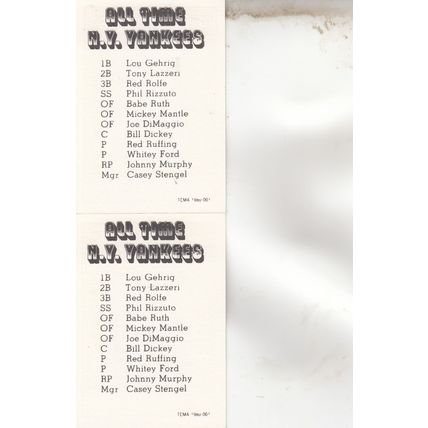 ALL TIME
N.Y. YANKEES
1B Lou Gehrig
2B Tony Lazzeri
3B Red Rolfe
SS Phil Rizzuto
OF Babe Ruth
OF Mickey Mantle
OF Joe DiMaggio
C Bill Dickey
P Red Ruffing
P Whitey Ford
RP Johnny Murphy
Mgr Casey Stengel
TCMA
ALL TIME
N.Y. YANKEES
1B Lou Gehrig
2B Tony Lazzeri
3B Red Rolfe
SS Phil Rizzuto
OF Babe Ruth
OF Mickey Mantle
OF Joe DiMaggio
C Bill Dickey
P Red Ruffing
P Whitey Ford
RP Johnny Murphy
Mgr Casey Stengel
TCMA